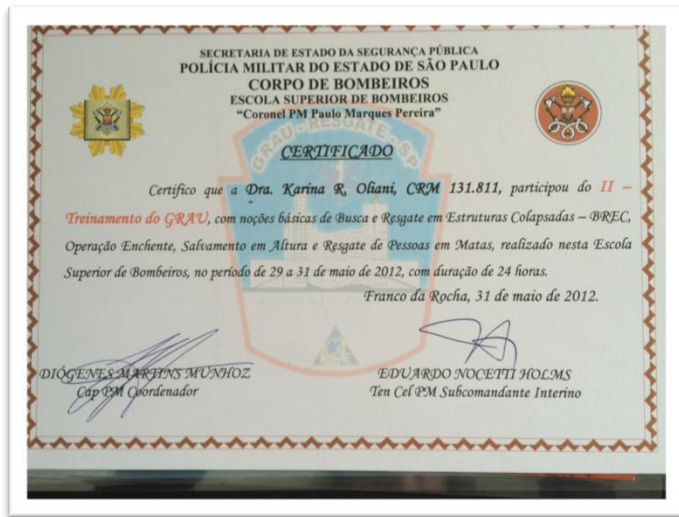 SECRETARIA DE ESTADO DA SEGURANÇA PÚBLICA
POLÍCIA MILITAR DO ESTADO DE SÃO PAULO
CORPO DE BOMBEIROS
ESCOLA SUPERIOR DE BOMBEIROS
"Coronel PM Paulo Marques Pereira"
GRAU - RESGATE - SP
CERTIFICADO
Certifico que a Dra. Karina R. Oliani, CRM 131.811, participou do II –
Treinamento do GRAU, com noções básicas de Busca e Resgate em Estruturas Colapsadas – BREC,
Operação Enchente, Salvamento em Altura e Resgate de Pessoas em Matas, realizado nesta Escola
Superior de Bombeiros, no período de 29 a 31 de maio de 2012, com duração de 24 horas.
Franco da Rocha, 31 de maio de 2012.
DIÓGENES MARTINS MUNHOZ
Cap PM Coordenador
EDUARDO NOCETTI HOLMS
Ten Cel PM Subcomandante Interino